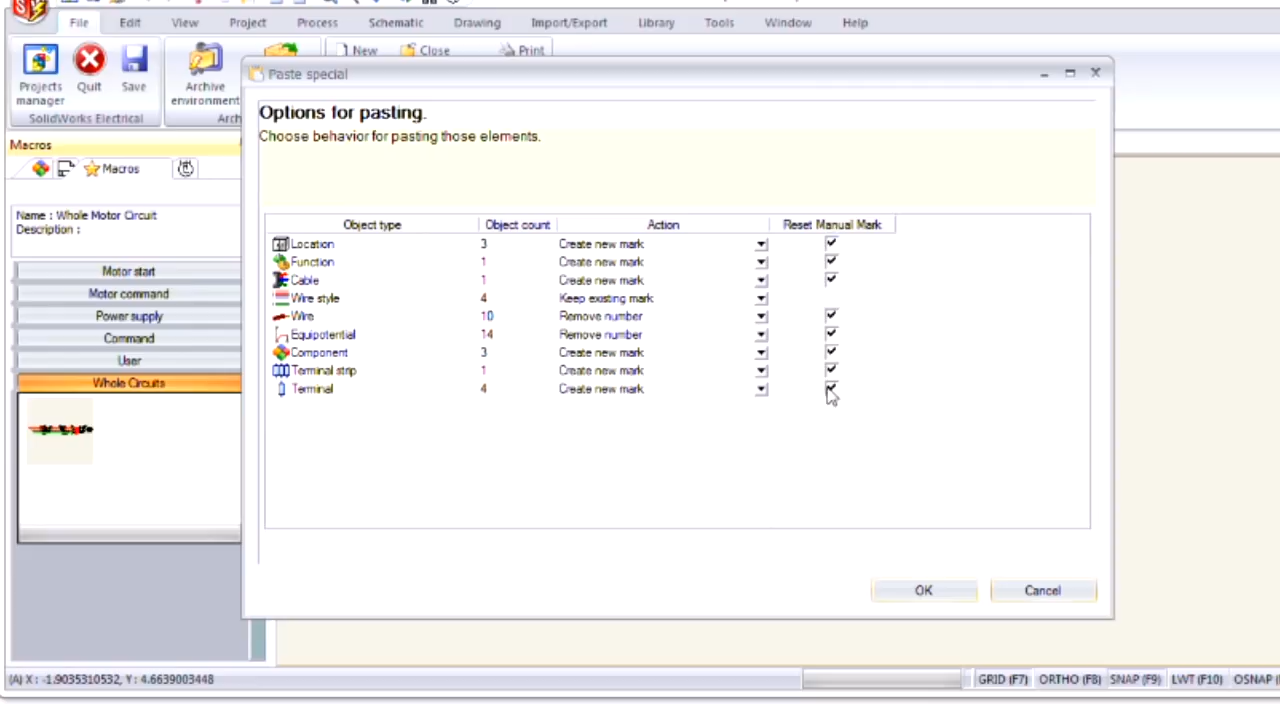 File Edit View Project Process Schematic Drawing Import/Export Library Tools Window Help
New Close Print
Projects manager Quit Save Archive environment
SolidWorks Electrical Arch
Paste special
Options for pasting.
Choose behavior for pasting those elements.
Macros
Macros
Name : Whole Motor Circuit
Description :
Motor start
Motor command
Power supply
Command
User
Whole Circuits
Object type Object count Action Reset Manual Mark
Location 3 Create new mark
Function 1 Create new mark
Cable 1 Create new mark
Wire style 4 Keep existing mark
Wire 10 Remove number
Equipotential 14 Remove number
Component 3 Create new mark
Terminal strip 1 Create new mark
Terminal 4 Create new mark
OK Cancel
(A) X : -1.9035310532, Y : 4.6639003448 GRID (F7) ORTHO (F8) SNAP (F9) LWT (F10) OSNAP (